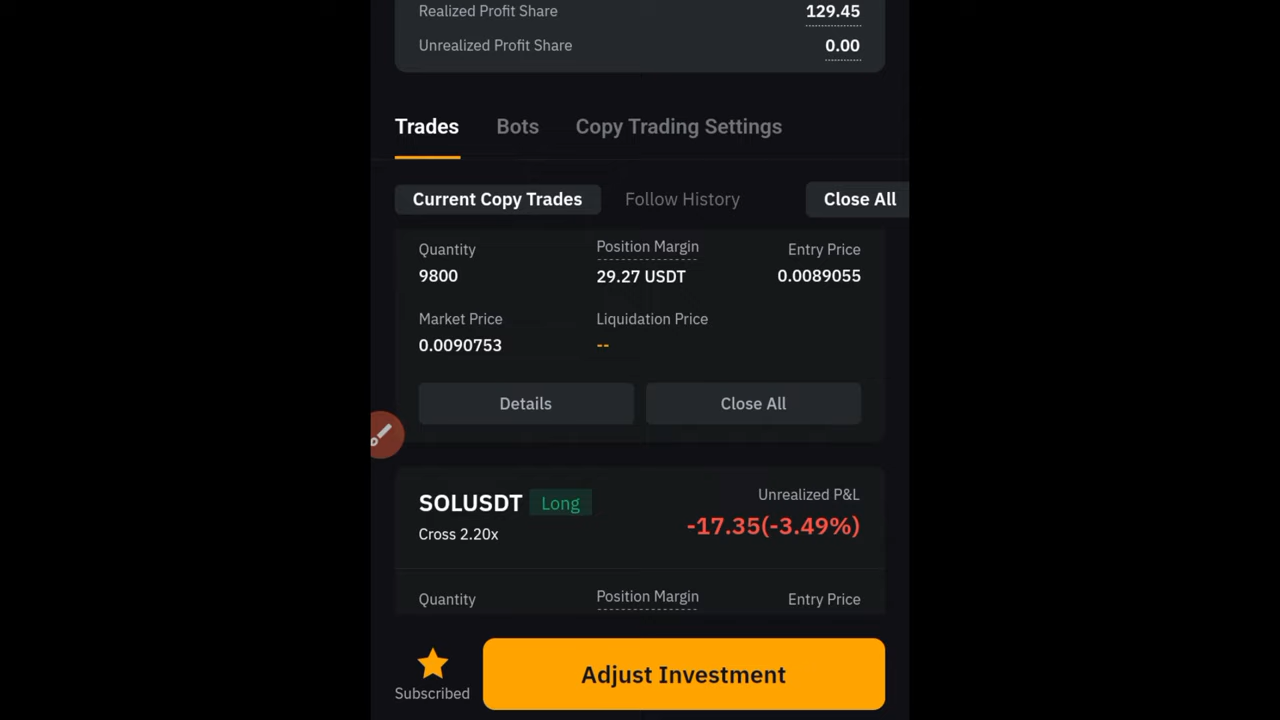 Realized Profit Share 129.45
Unrealized Profit Share 0.00
Trades Bots Copy Trading Settings
Current Copy Trades Follow History Close All
Quantity Position Margin Entry Price
9800 29.27 USDT 0.0089055
Market Price Liquidation Price
0.0090753 --
Details Close All
SOLUSDT Long Unrealized P&L
Cross 2.20x -17.35(-3.49%)
Quantity Position Margin Entry Price
Subscribed Adjust Investment